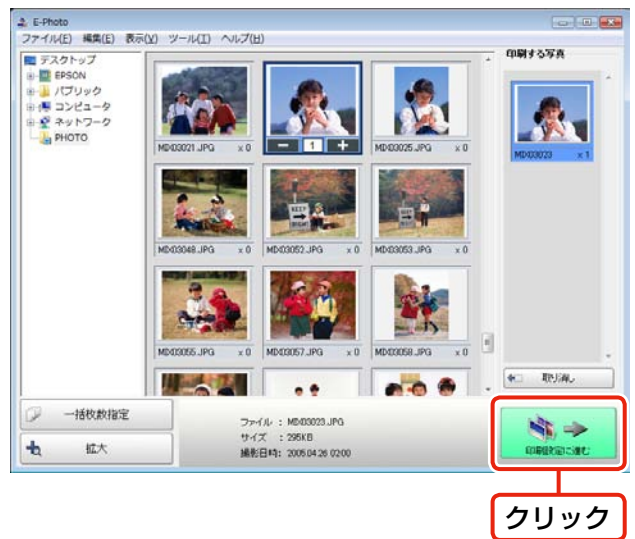 E-Photo
ファイル(F) 編集(E) 表示(V) ツール(T) ヘルプ(H)
デスクトップ
EPSON
パブリック
コンピュータ
ネットワーク
PHOTO
MDX03021.JPG x 0
1
MDX03025.JPG x 0
MDX03048.JPG x 0
KEEP
RIGHT
MDX03052.JPG x 0
KEEP
RIGHT
MDX03053.JPG x 0
MDX03055.JPG x 0
MDX03057.JPG x 0
MDX03058.JPG x 0
印刷する写真
MDX03023 x 1
取り消し
一括枚数指定
拡大
ファイル : MDX03023.JPG
サイズ : 295KB
撮影日時: 2005.04.26 02:00
印刷設定に進む
クリック